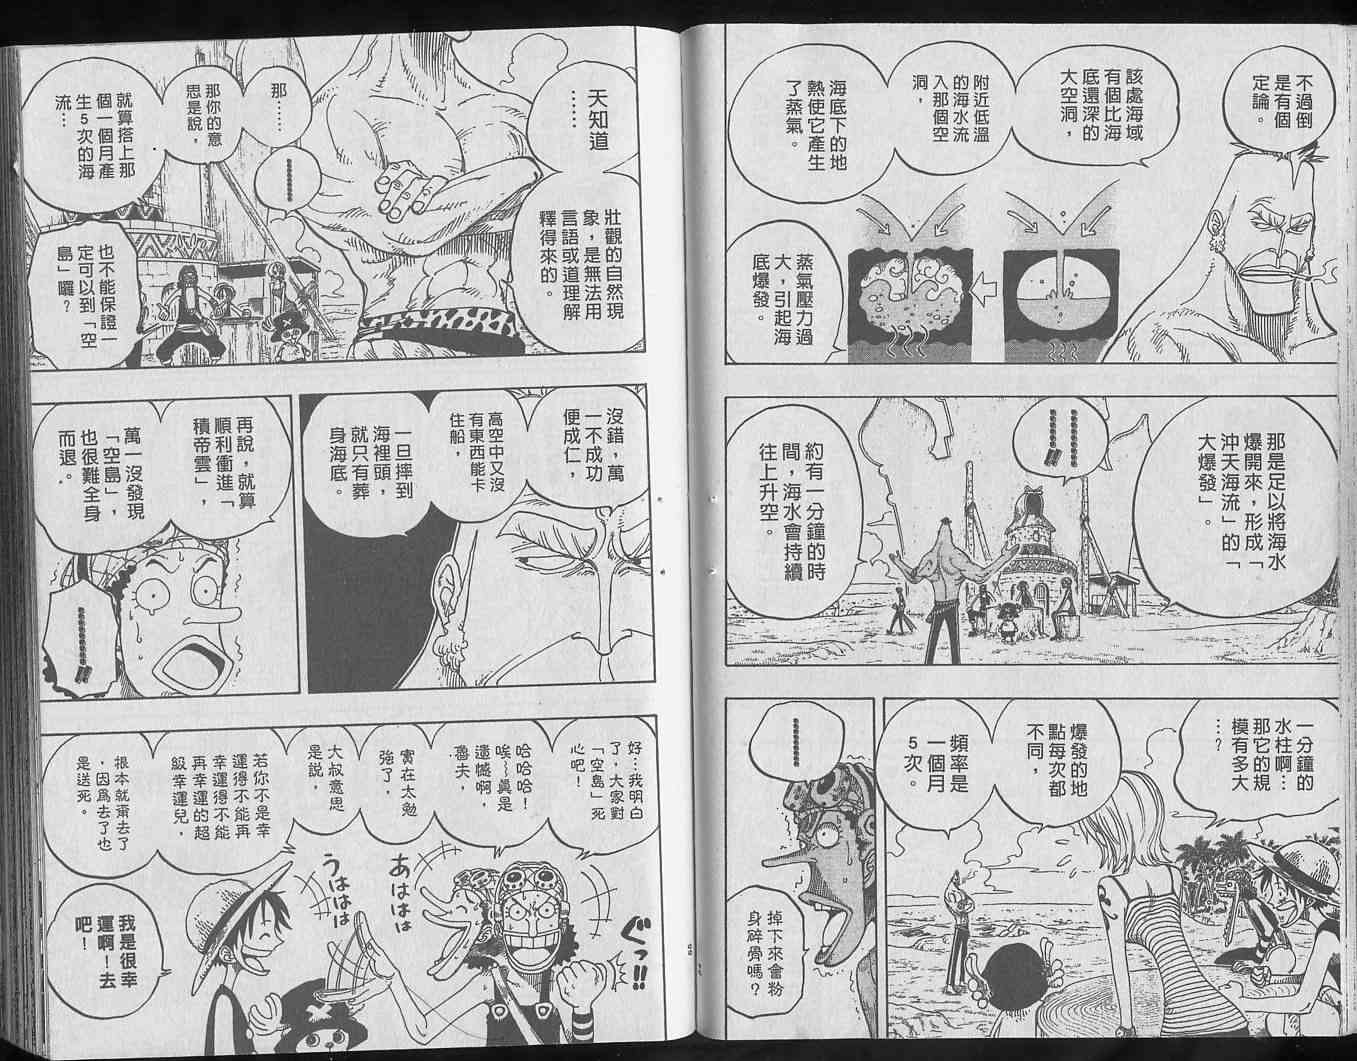 不過倒
是有個
定論。
該處海域
有個比海
底還深的
大空洞，
附近低溫
的海水流
入那個空
洞，
海底下的地
熱使它產生
了蒸氣。
蒸氣壓力過
大，引起海
底爆發。
那是足以將海水
爆開來，形成「
沖天海流」的「
大爆發」。
…………!!
約有一分鐘的時
間，海水會持續
往上升空。
一分鐘的
水柱啊…
那它的規
模有多大
…？
爆發的地
點每次都
不同，
頻率是
一個月
5次。
…………
掉下來會粉
身碎骨嗎？
天知道
……
壯觀的自然現
象，是無法用
言語或道理解
釋得來的。
…………
那……
那你的意
思是說，
就算搭上那
個一個月產
生5次的海
流…
也不能保證一
定可以到「空
島」囉？
沒錯，萬
一不成功
便成仁，
高空中又沒
有東西能卡
住船，
一旦摔到
海裡頭，
就只有葬
身海底。
再說，就算
順利衝進「
積帝雲」，
萬一沒發現
「空島」，
也很難全身
而退。
…………!!
好…我明白
了，大家對
「空島」死
心吧！
哈哈哈！
唉～真是
遺憾啊，
魯夫，
實在太勉
強了，
大叔意思
是說，
若你不是幸
運得不能再
幸運得不能
再幸運的超
級幸運兒，
根本就齋去了
，因為去了也
是送死。
ぐっ!!
あははは
うははは
我是很幸
運啊！去
吧！